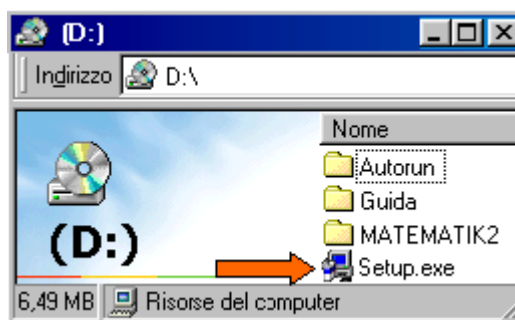 (D:)
Indirizzo D:\
Nome
Autorun
Guida
MATEMATIK2
(D:)
Setup.exe
6,49 MB Risorse del computer